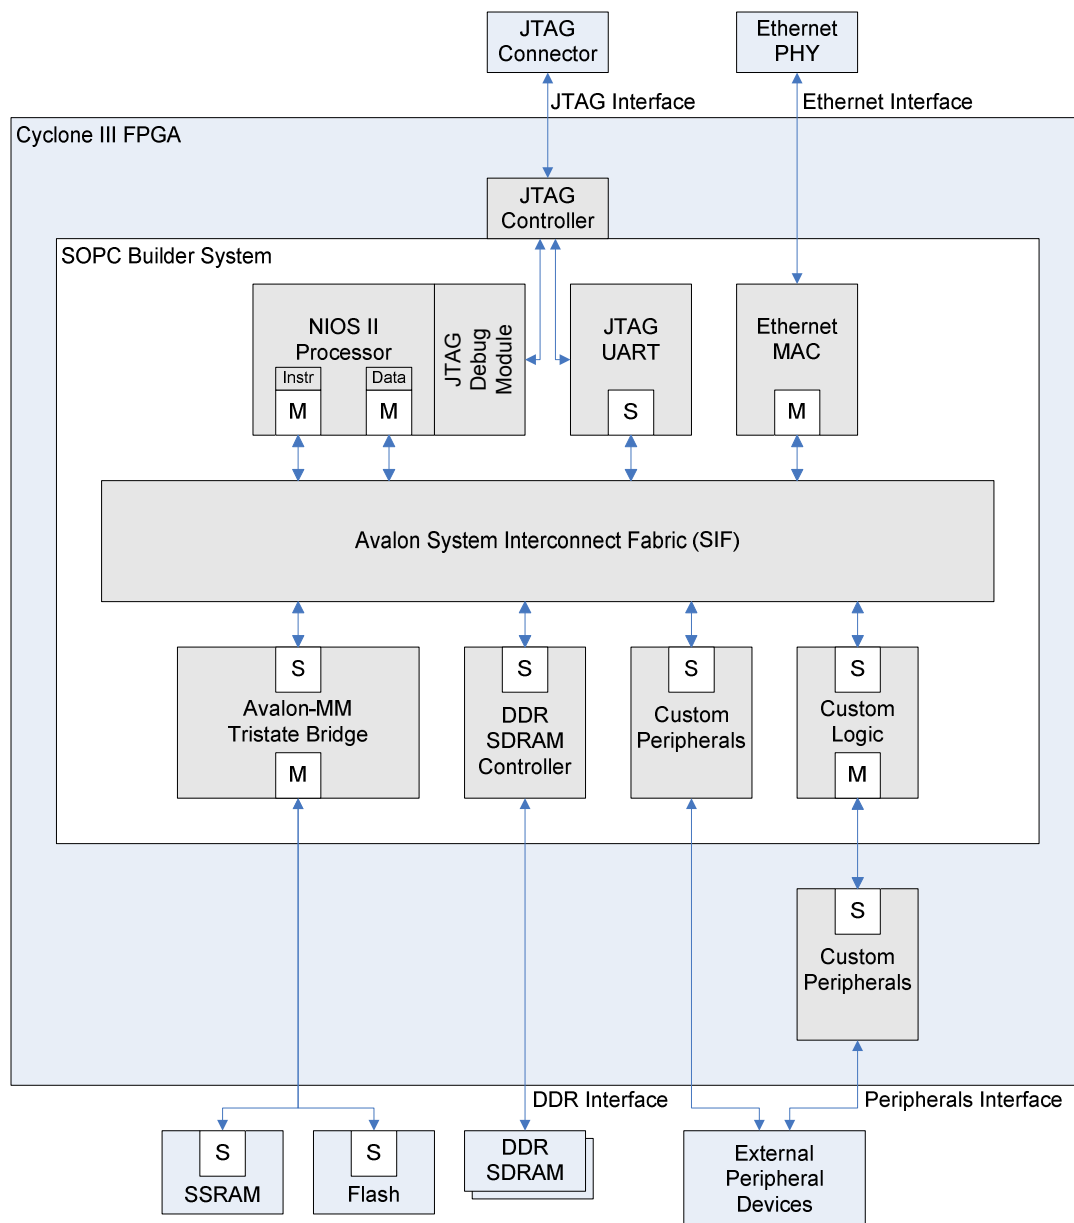 JTAG
Connector
Ethernet
PHY
JTAG Interface
Ethernet Interface
Cyclone III FPGA
JTAG
Controller
SOPC Builder System
NIOS II
Processor
Instr
M
Data
M
JTAG
Debug
Module
JTAG
UART
S
Ethernet
MAC
M
Avalon System Interconnect Fabric (SIF)
S
Avalon-MM
Tristate Bridge
M
S
DDR
SDRAM
Controller
S
Custom
Peripherals
S
Custom
Logic
M
S
Custom
Peripherals
DDR Interface
Peripherals Interface
S
SSRAM
S
Flash
DDR
SDRAM
External
Peripheral
Devices